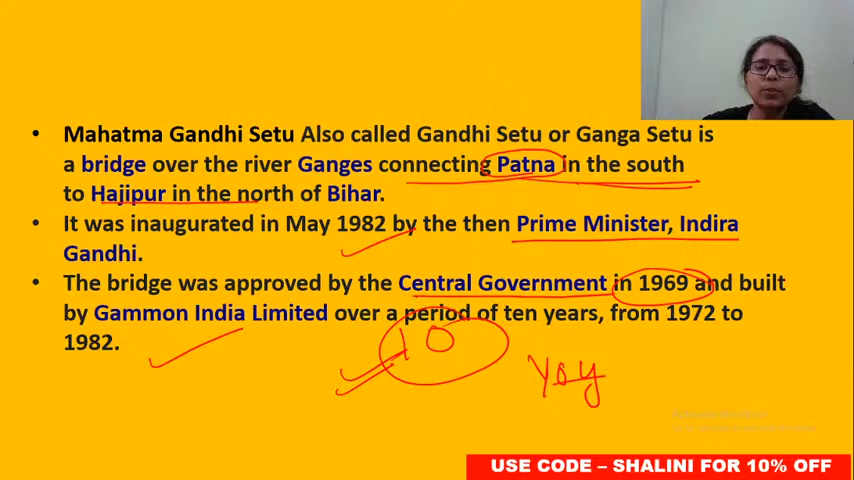 • Mahatma Gandhi Setu Also called Gandhi Setu or Ganga Setu is
a bridge over the river Ganges connecting Patna in the south
to Hajipur in the north of Bihar.
• It was inaugurated in May 1982 by the then Prime Minister, Indira
Gandhi.
• The bridge was approved by the Central Government in 1969 and built
by Gammon India Limited over a period of ten years, from 1972 to
1982.
10
USE CODE – SHALINI FOR 10% OFF